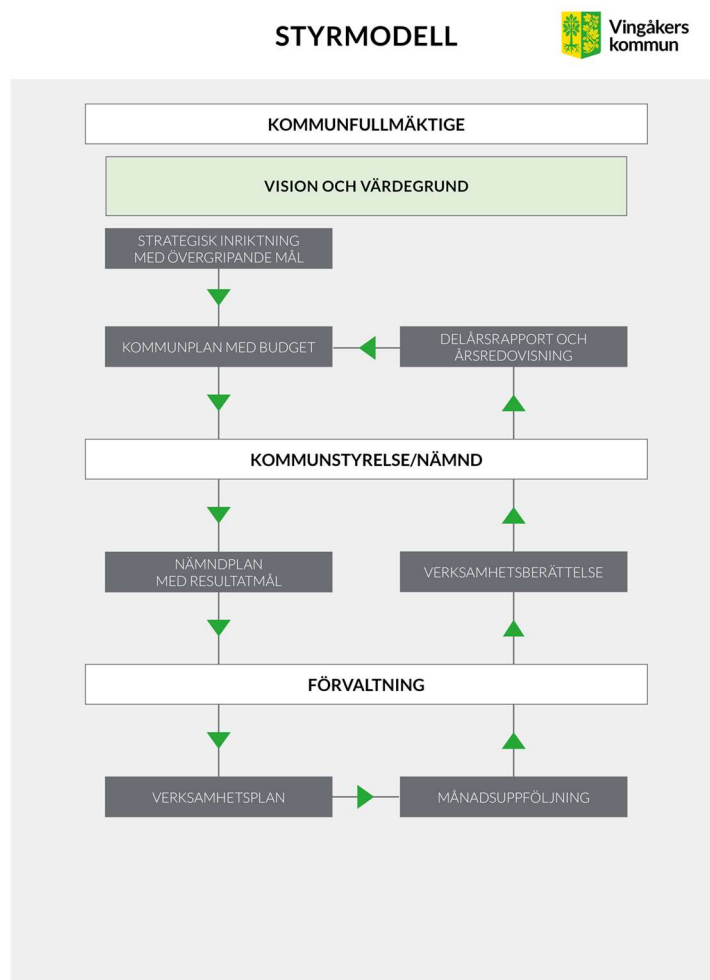 STYRMODELL
Vingåkers
kommun
KOMMUNFULLMÄKTIGE
VISION OCH VÄRDEGRUND
STRATEGISK INRIKTNING
MED ÖVERGRIPANDE MÅL
KOMMUNPLAN MED BUDGET
DELÅRSRAPPORT OCH
ÅRSREDOVISNING
KOMMUNSTYRELSE/NÄMND
NÄMNDPLAN
MED RESULTATMÅL
VERKSAMHETSBERÄTTELSE
FÖRVALTNING
VERKSAMHETSPLAN
MÅNADSUPPFÖLJNING